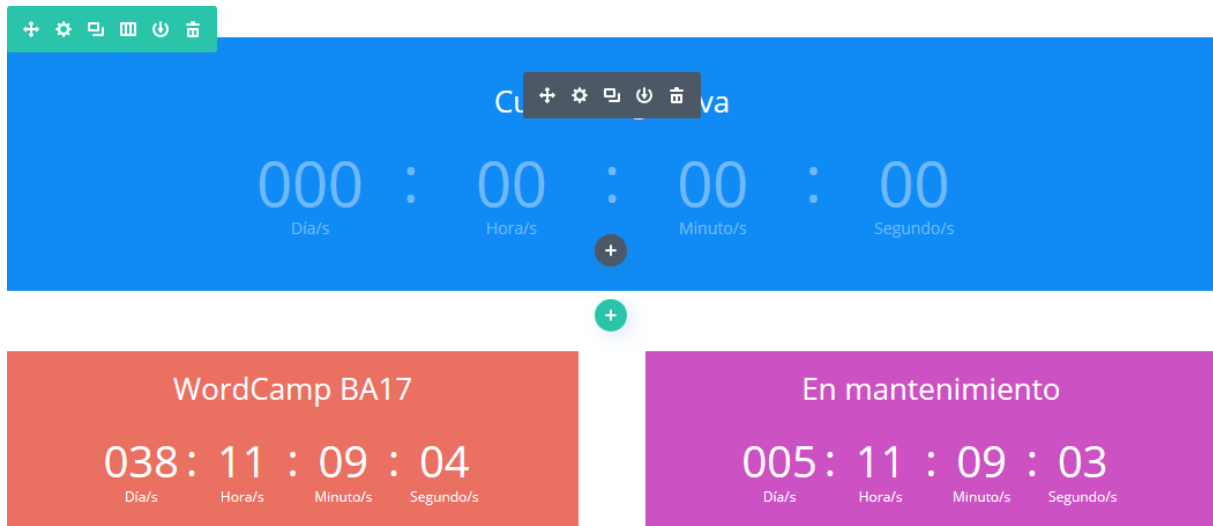 000 : 00 : 00 : 00
Día/s Hora/s Minuto/s Segundo/s
WordCamp BA17
038 : 11 : 09 : 04
Día/s Hora/s Minuto/s Segundo/s
En mantenimiento
005 : 11 : 09 : 03
Día/s Hora/s Minuto/s Segundo/s